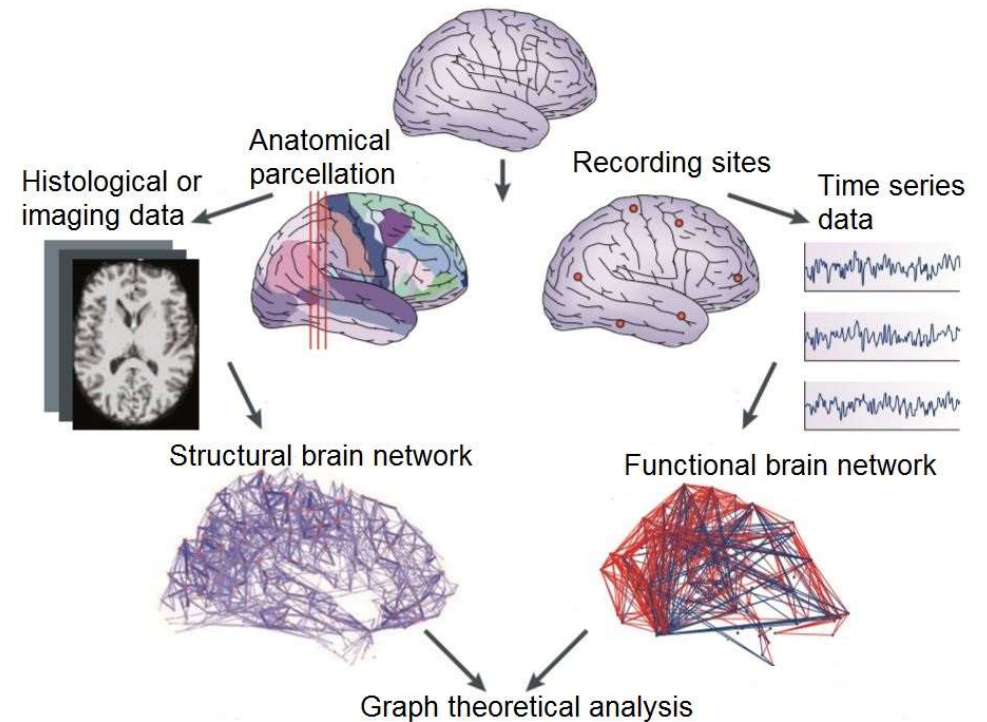 Anatomical
parcellation
Recording sites
Histological or
imaging data
Time series
data
Structural brain network
Functional brain network
Graph theoretical analysis